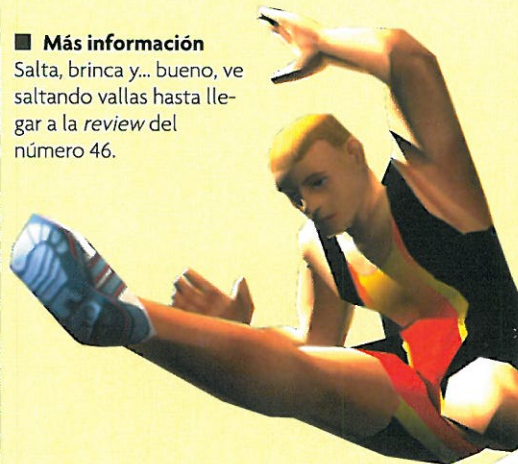 ■ Más información
Salta, brinca y... bueno, ve
saltando vallas hasta lle-
gar a la review del
número 46.